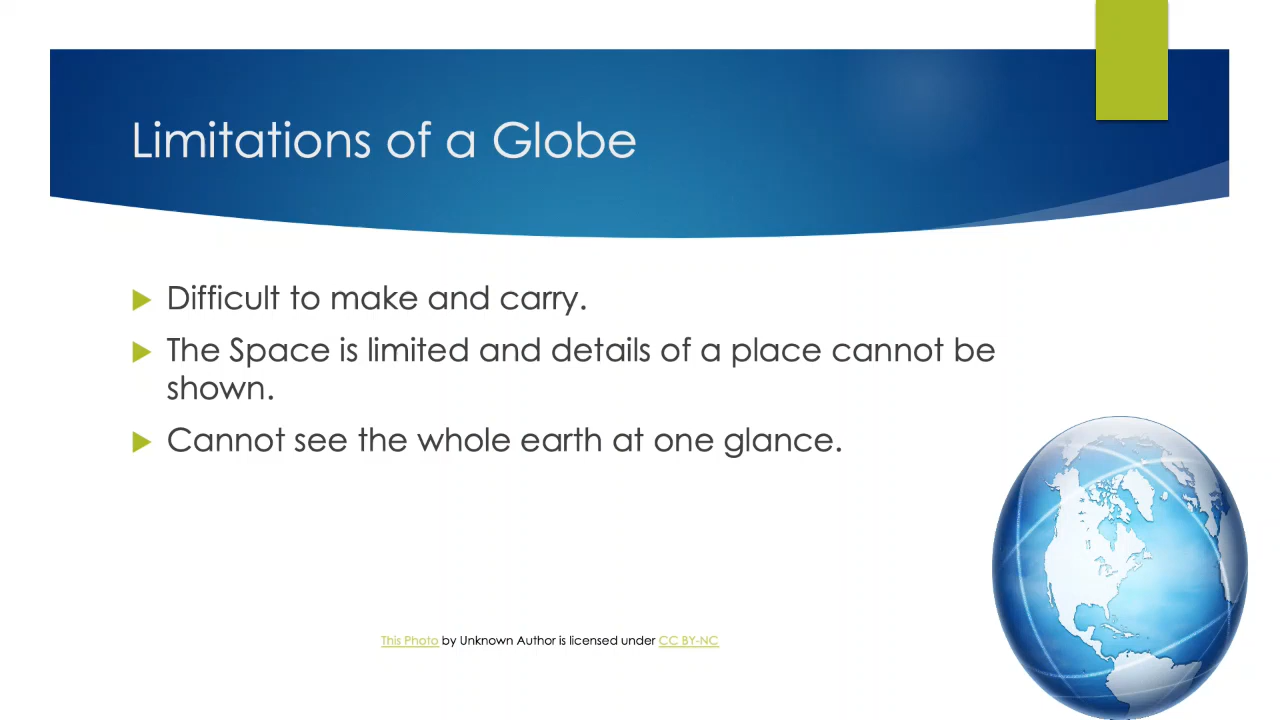 Limitations of a Globe
Difficult to make and carry.
The Space is limited and details of a place cannot be
shown.
Cannot see the whole earth at one glance.
This Photo by Unknown Author is licensed under CC BY-NC